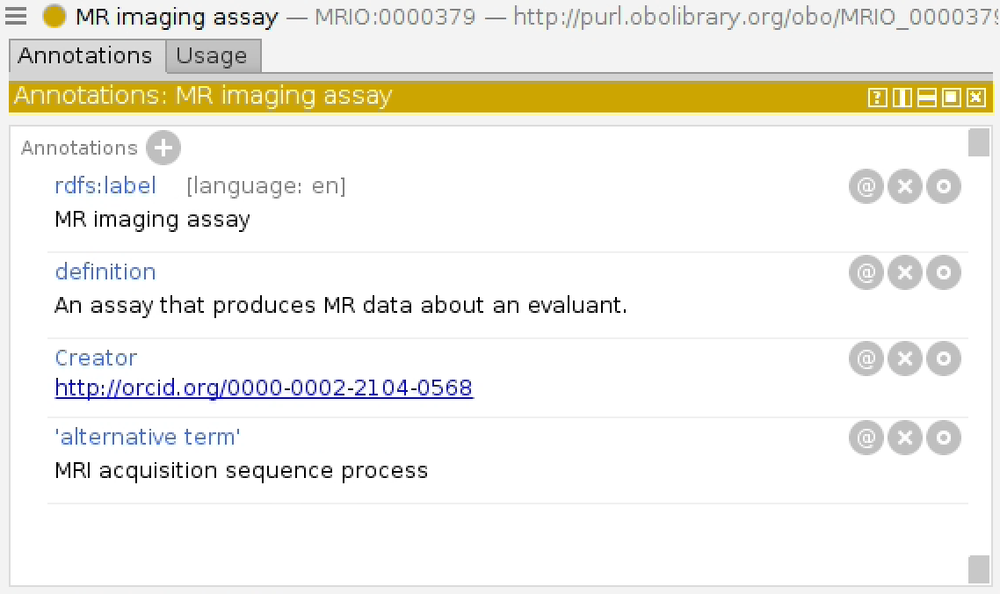 MR imaging assay — MRIO:0000379 — http://purl.obolibrary.org/obo/MRIO_0000379
Annotations Usage
Annotations: MR imaging assay
Annotations
rdfs:label [language: en]
MR imaging assay
definition
An assay that produces MR data about an evaluant.
Creator
http://orcid.org/0000-0002-2104-0568
'alternative term'
MRI acquisition sequence process